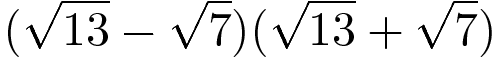 (√13 − √7)(√13 + √7)